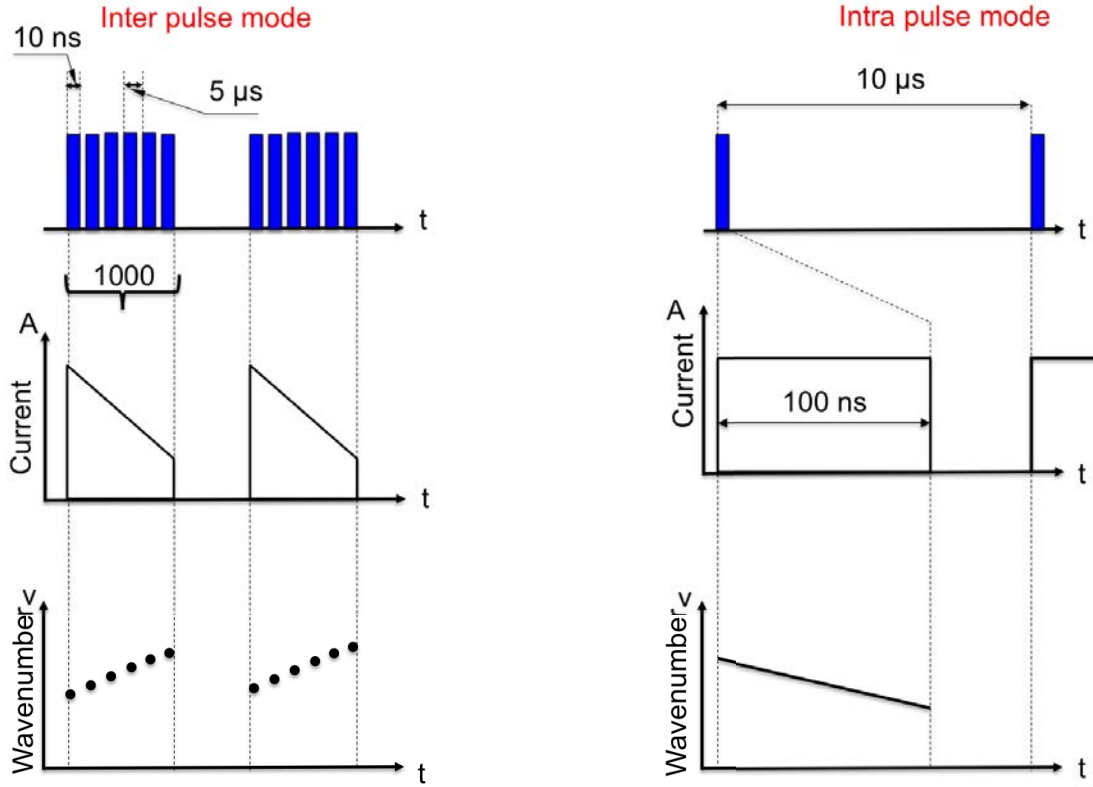 Inter pulse mode
10 ns
5 µs
t
1000
A
Current
t
Wavenumber ν
t
Intra pulse mode
10 µs
t
A
Current
100 ns
t
Wavenumber ν
t